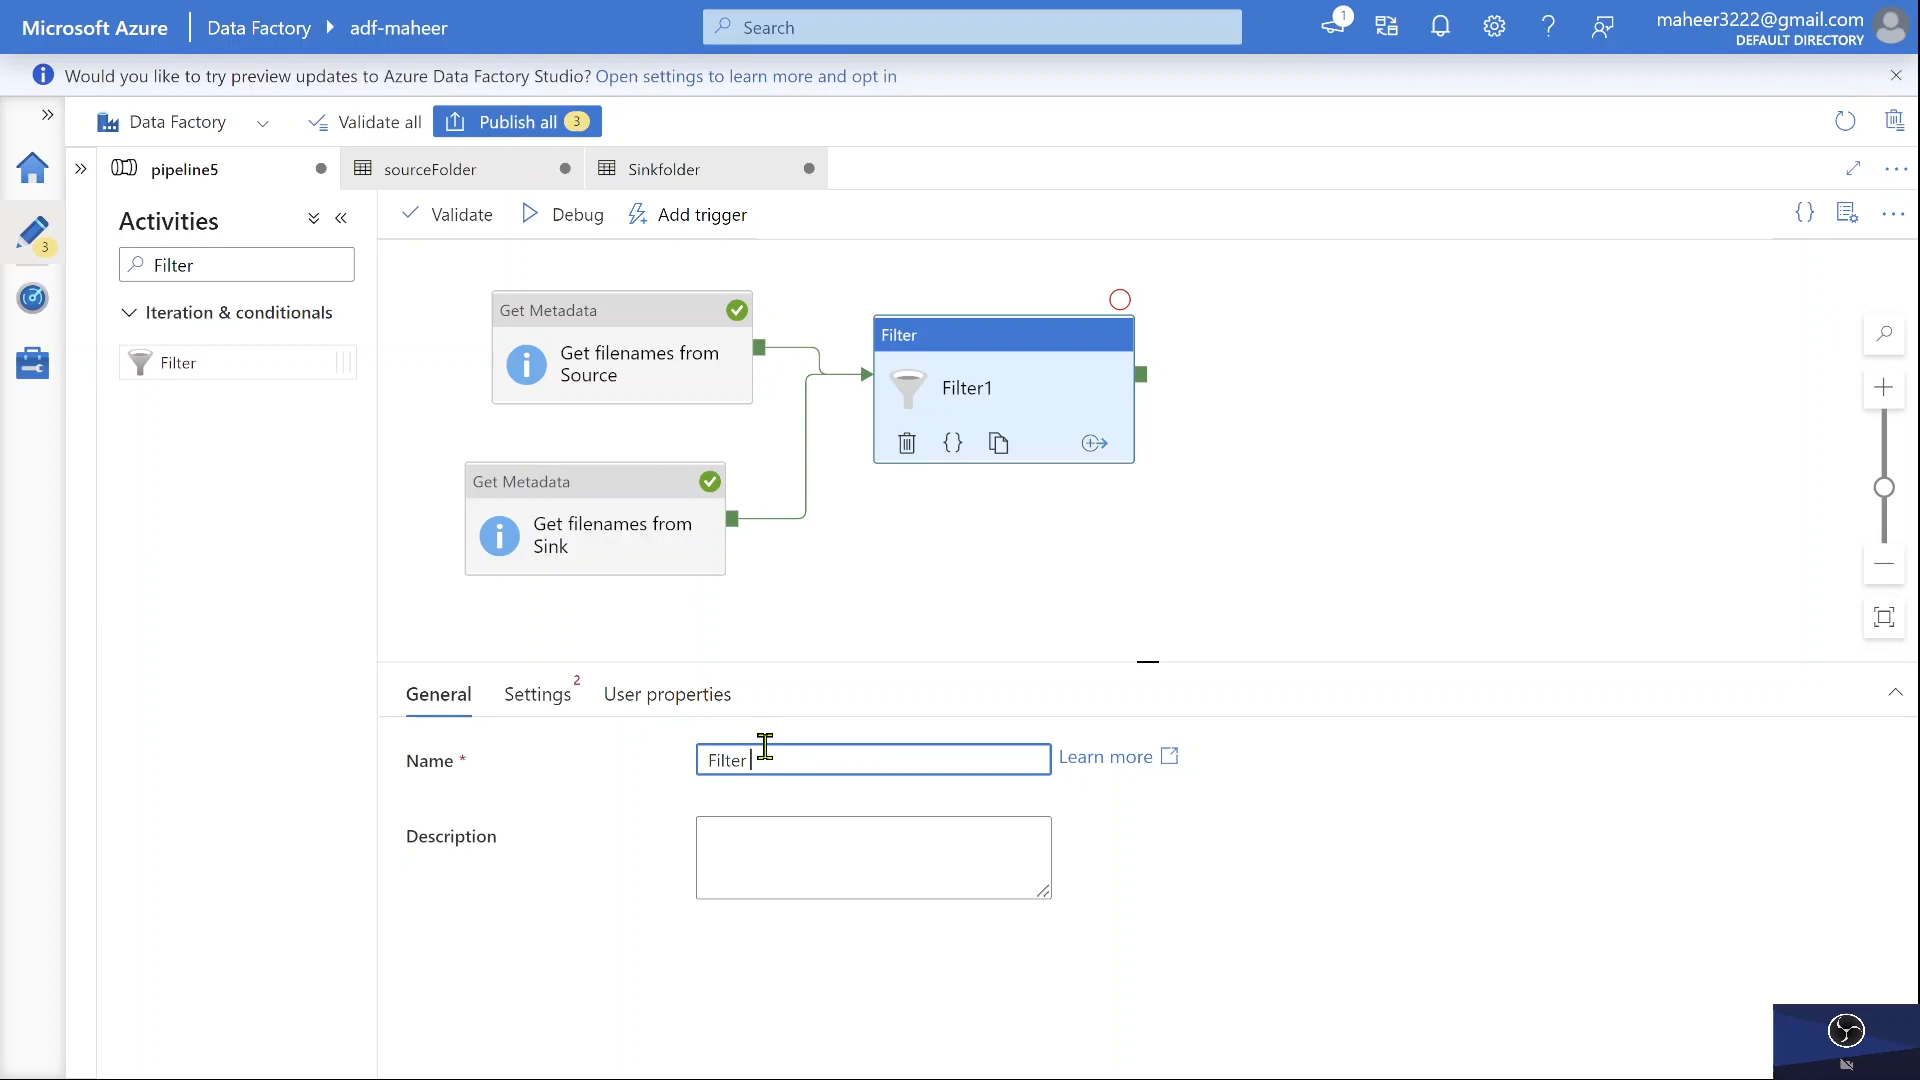 Microsoft Azure
Data Factory
adf-maheer
Search
1
maheer3222@gmail.com
DEFAULT DIRECTORY
Would you like to try preview updates to Azure Data Factory Studio? Open settings to learn more and opt in
Data Factory
Validate all
Publish all
3
pipeline5
sourceFolder
Sinkfolder
3
Activities
Validate
Debug
Add trigger
Filter
Iteration & conditionals
Filter
Get Metadata
Get filenames from
Source
Filter
Filter1
Get Metadata
Get filenames from
Sink
General
Settings
2
User properties
Name *
Filter
Learn more
Description